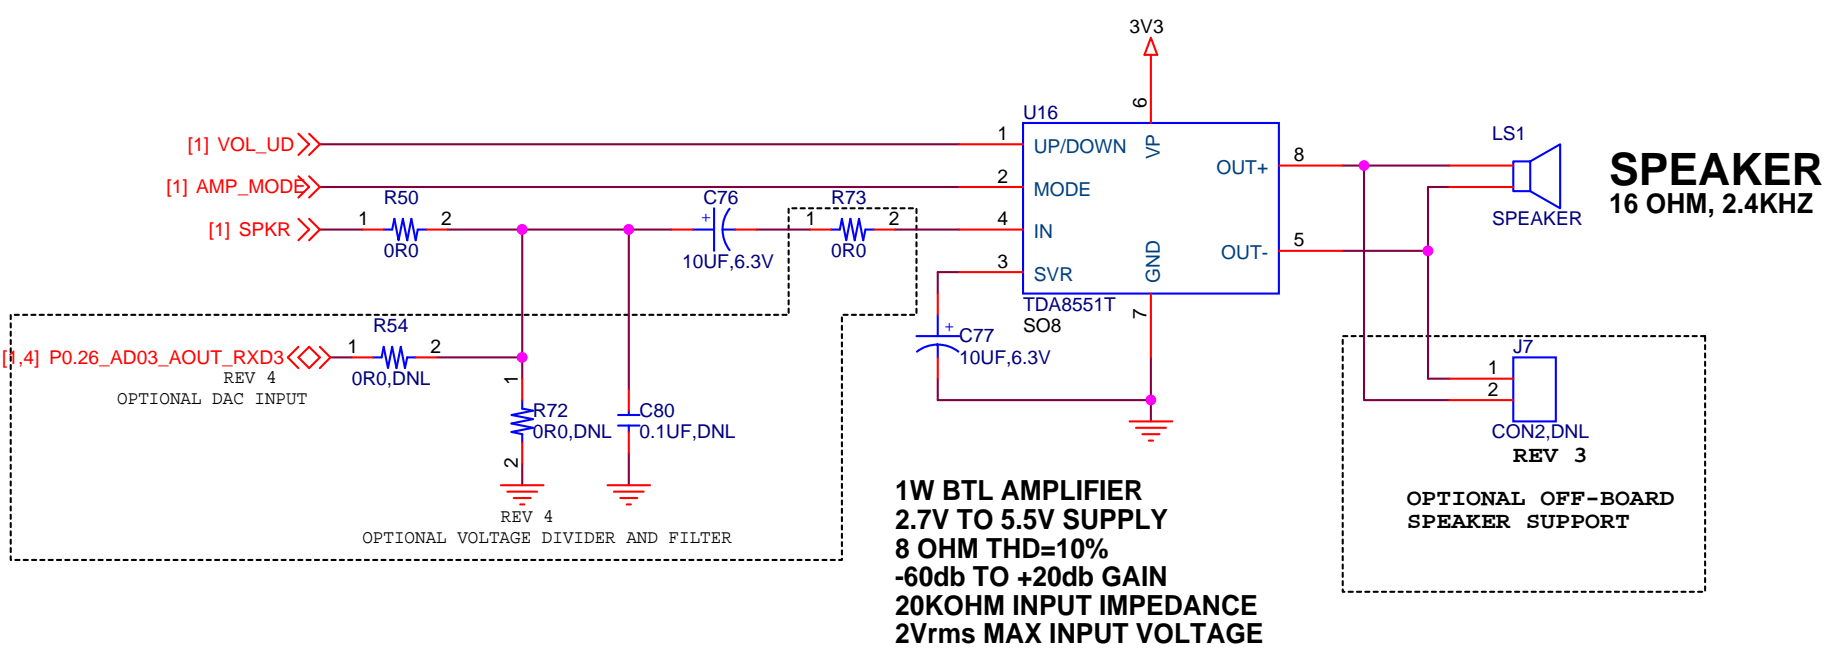 3V3
6
U16
[1] VOL_UD
1
UP/DOWN
VP
[1] AMP_MODE
2
MODE
OUT+
8
LS1
SPEAKER
SPEAKER
16 OHM, 2.4KHZ
[1] SPKR
1
R50
2
0R0
C76
+
10UF,6.3V
R73
1
2
0R0
4
IN
3
SVR
GND
OUT-
5
TDA8551T
SO8
7
+
C77
10UF,6.3V
[1,4] P0.26_AD03_AOUT_RXD3
1
R54
2
0R0,DNL
REV 4
OPTIONAL DAC INPUT
1
R72
0R0,DNL
2
C80
0.1UF,DNL
REV 4
OPTIONAL VOLTAGE DIVIDER AND FILTER
J7
1
2
CON2,DNL
REV 3
OPTIONAL OFF-BOARD
SPEAKER SUPPORT
1W BTL AMPLIFIER
2.7V TO 5.5V SUPPLY
8 OHM THD=10%
-60db TO +20db GAIN
20KOHM INPUT IMPEDANCE
2Vrms MAX INPUT VOLTAGE